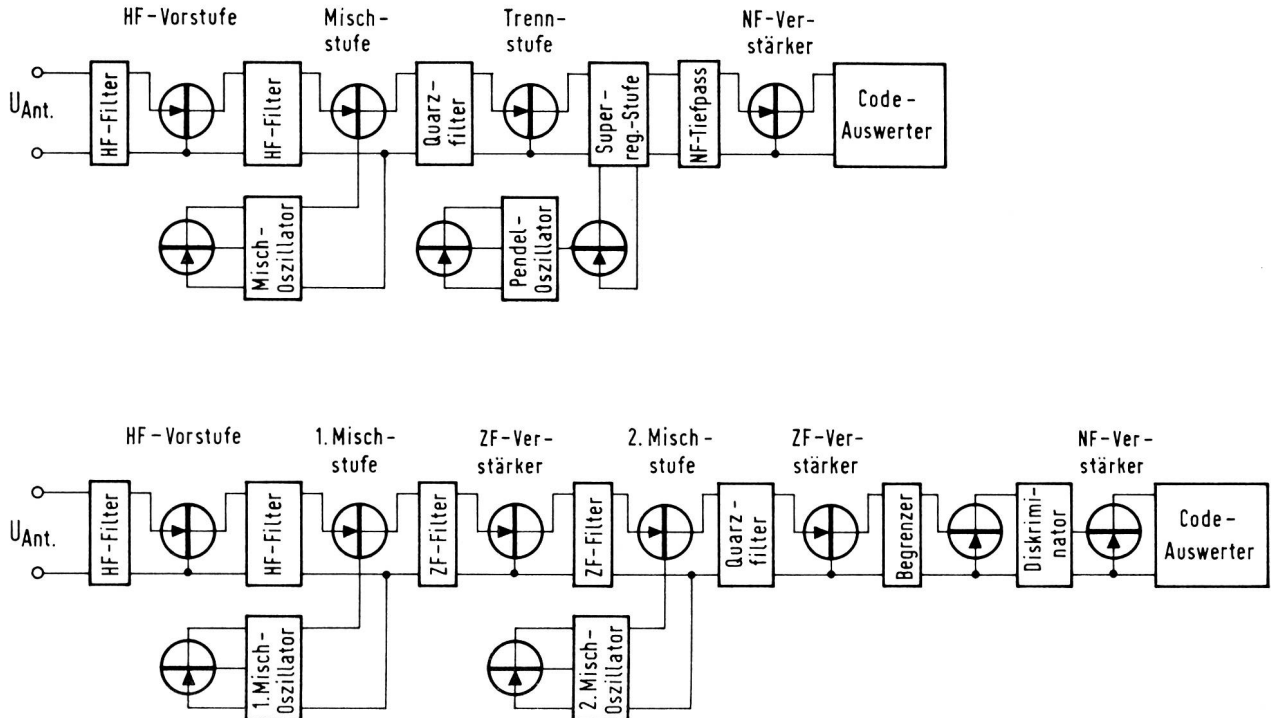 HF-Vorstufe
Misch-
stufe
Trenn-
stufe
NF-Ver-
stärker
UAnt.
HF-Filter
HF-Filter
Quarz-
filter
Super-
reg.-Stufe
NF-Tiefpass
Code-
Auswerter
Misch-
Oszillator
Pendel-
Oszillator
HF-Vorstufe
1. Misch-
stufe
ZF-Ver-
stärker
2. Misch-
stufe
ZF-Ver-
stärker
NF-Ver-
stärker
UAnt.
HF-Filter
HF-Filter
ZF-Filter
ZF-Filter
Quarz-
filter
Begrenzer
Diskrimi-
nator
Code-
Auswerter
1. Misch-
Oszillator
2. Misch-
Oszillator